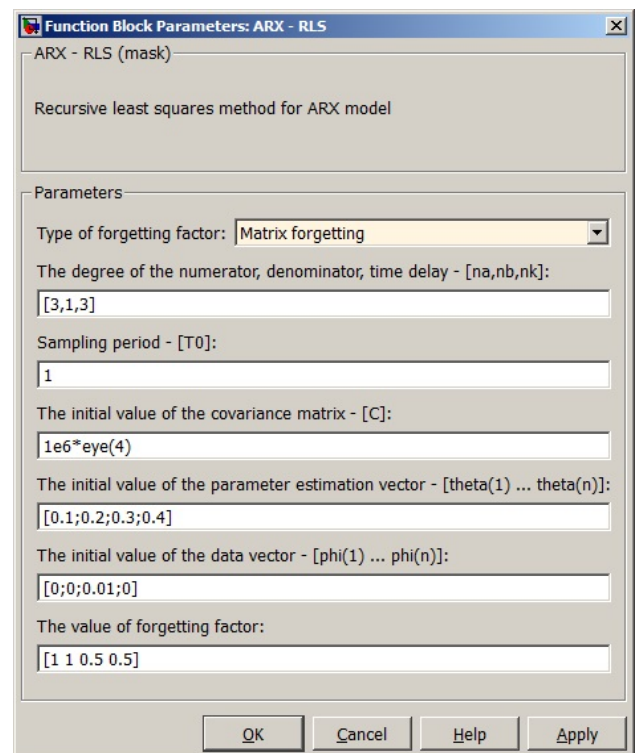 Function Block Parameters: ARX - RLS
ARX - RLS (mask)
Recursive least squares method for ARX model
Parameters
Type of forgetting factor: Matrix forgetting
The degree of the numerator, denominator, time delay - [na,nb,nk]:
[3,1,3]
Sampling period - [T0]:
1
The initial value of the covariance matrix - [C]:
1e6*eye(4)
The initial value of the parameter estimation vector - [theta(1) ... theta(n)]:
[0.1;0.2;0.3;0.4]
The initial value of the data vector - [phi(1) ... phi(n)]:
[0;0;0.01;0]
The value of forgetting factor:
[1 1 0.5 0.5]
OK Cancel Help Apply